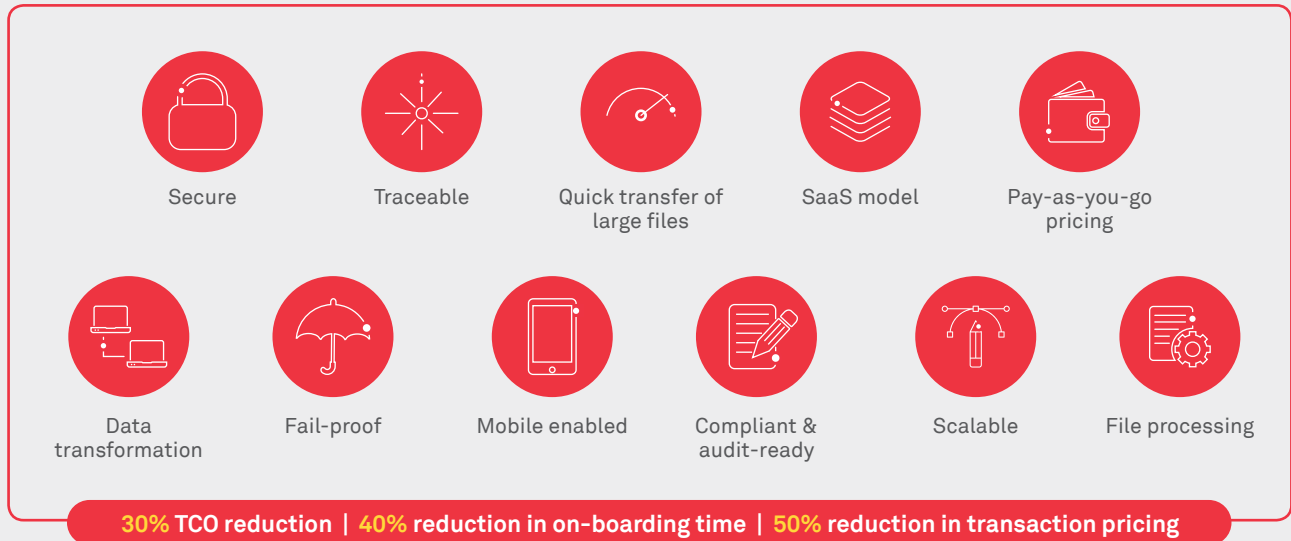 Secure
Traceable
Quick transfer of
large files
SaaS model
Pay-as-you-go
pricing
Data
transformation
Fail-proof
Mobile enabled
Compliant &
audit-ready
Scalable
File processing
30% TCO reduction | 40% reduction in on-boarding time | 50% reduction in transaction pricing